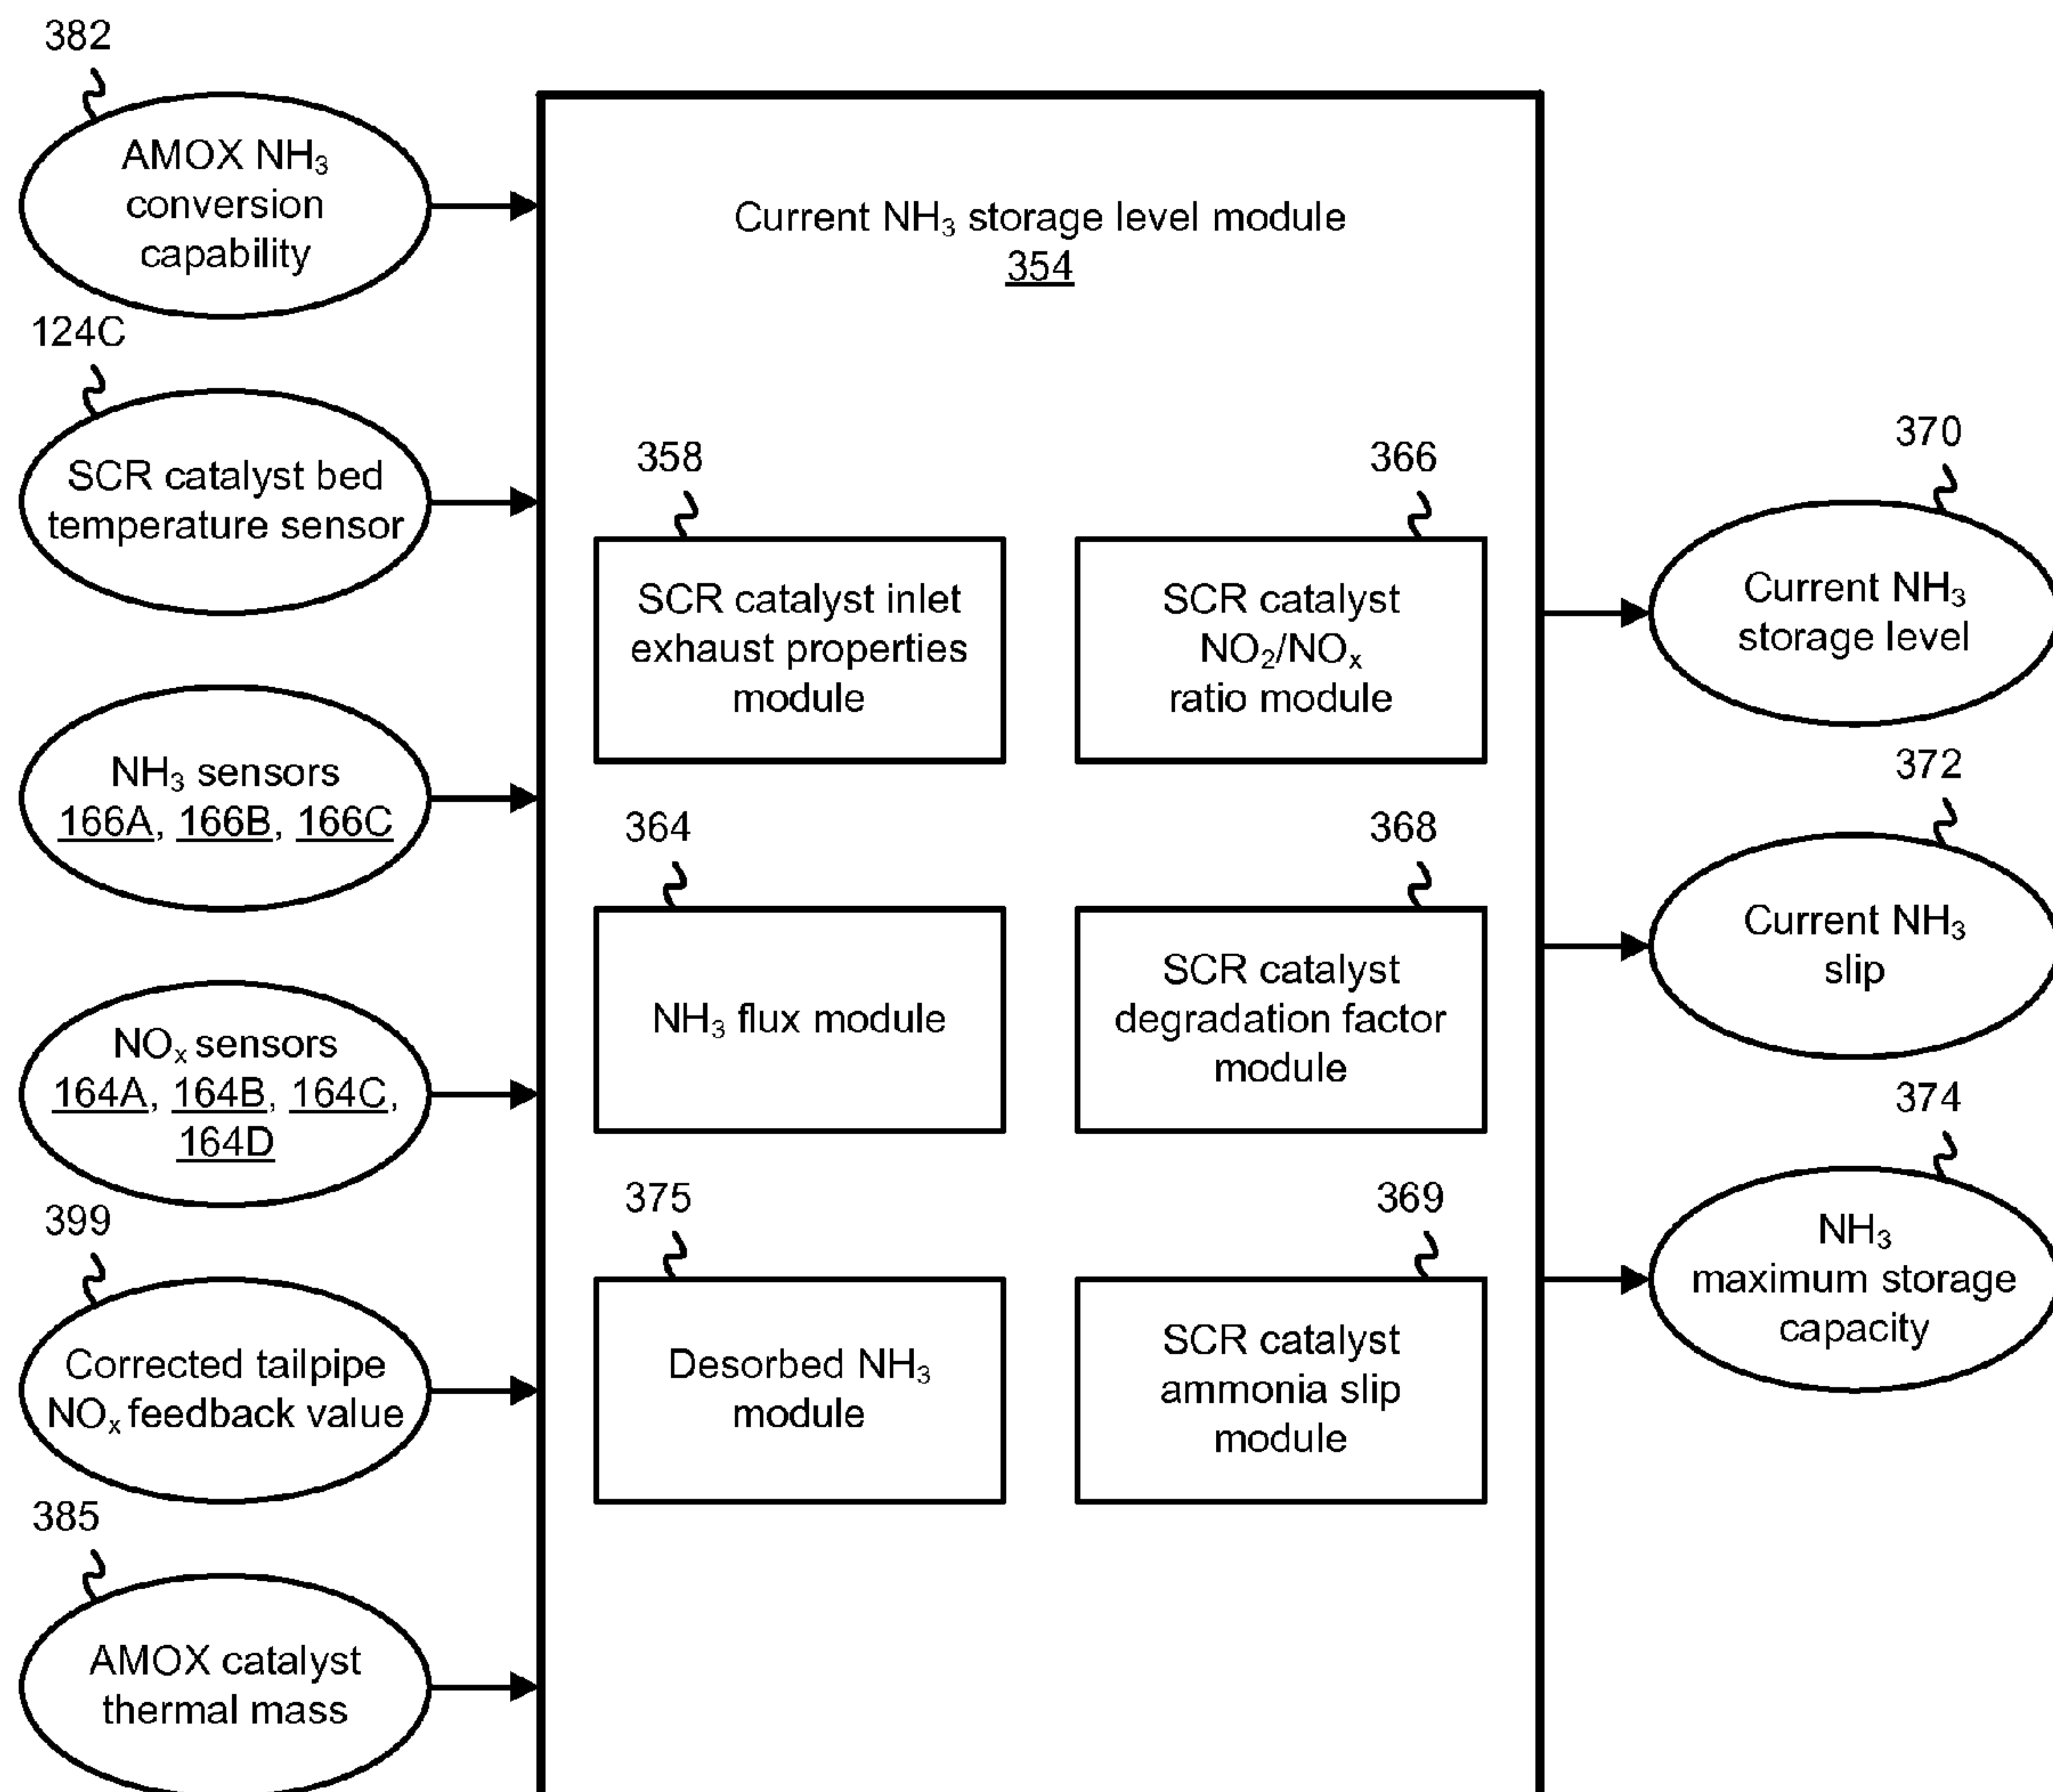 382
AMOX NH₃
conversion
capability
124C
SCR catalyst bed
temperature sensor
NH₃ sensors
166A, 166B, 166C
NOₓ sensors
164A, 164B, 164C,
164D
399
Corrected tailpipe
NOₓ feedback value
385
AMOX catalyst
thermal mass
Current NH₃ storage level module
354
358
SCR catalyst inlet
exhaust properties
module
366
SCR catalyst
NO₂/NOₓ
ratio module
364
NH₃ flux module
368
SCR catalyst
degradation factor
module
375
Desorbed NH₃
module
369
SCR catalyst
ammonia slip
module
370
Current NH₃
storage level
372
Current NH₃
slip
374
NH₃
maximum storage
capacity